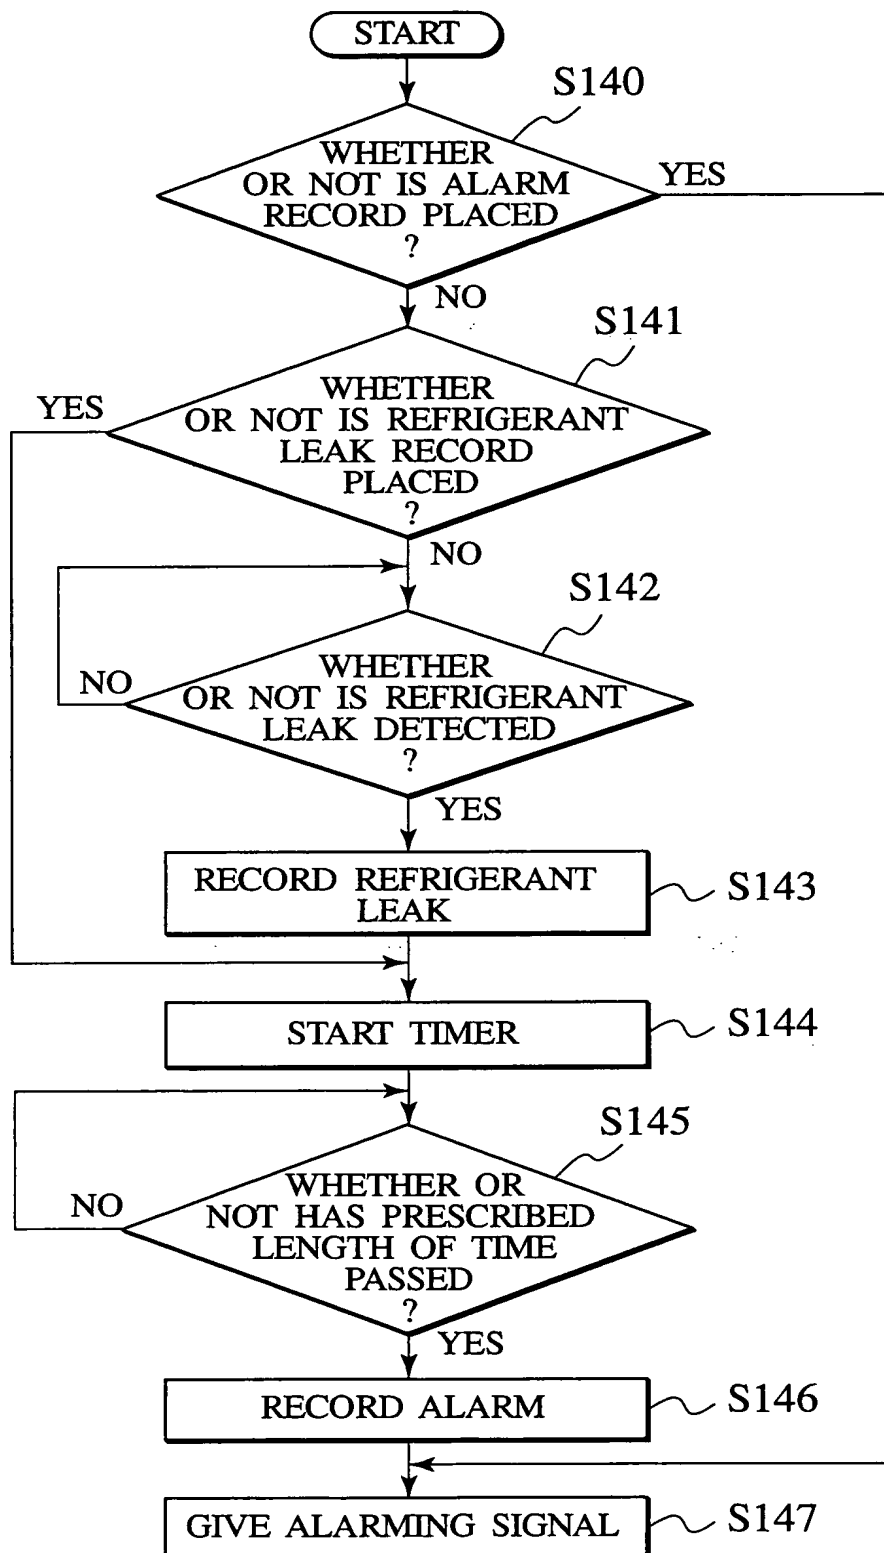 START
S140
WHETHER
OR NOT IS ALARM
RECORD PLACED
?
YES
NO
S141
WHETHER
OR NOT IS REFRIGERANT
LEAK RECORD
PLACED
?
YES
NO
S142
WHETHER
OR NOT IS REFRIGERANT
LEAK DETECTED
?
NO
YES
RECORD REFRIGERANT
LEAK
S143
START TIMER
S144
S145
WHETHER OR
NOT HAS PRESCRIBED
LENGTH OF TIME
PASSED
?
NO
YES
RECORD ALARM
S146
GIVE ALARMING SIGNAL
S147